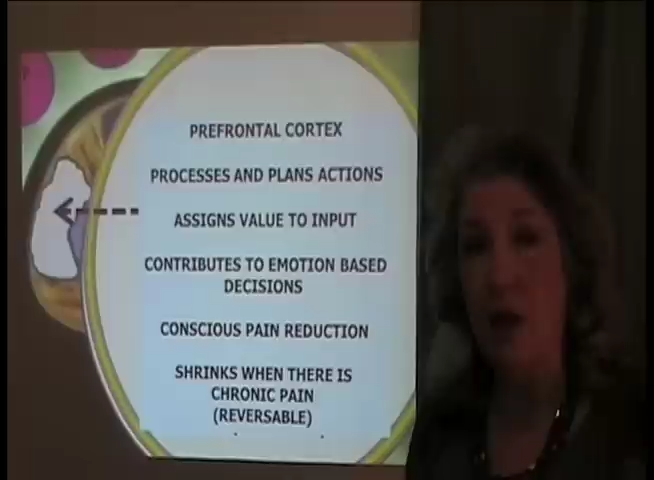 PREFRONTAL CORTEX
PROCESSES AND PLANS ACTIONS
ASSIGNS VALUE TO INPUT
CONTRIBUTES TO EMOTION BASED
DECISIONS
CONSCIOUS PAIN REDUCTION
SHRINKS WHEN THERE IS
CHRONIC PAIN
(REVERSABLE)